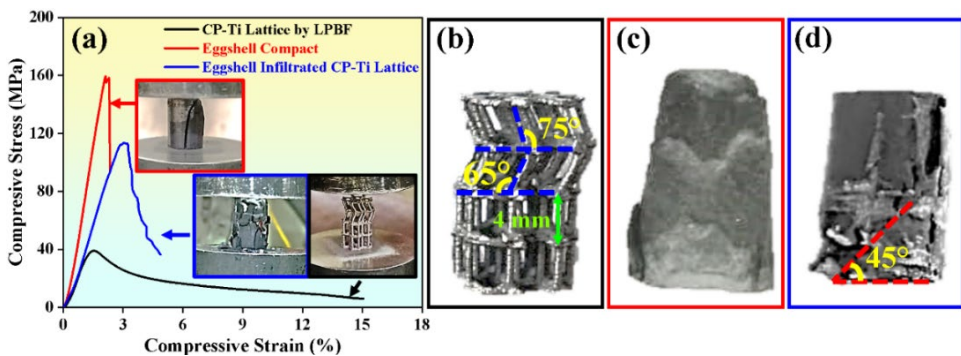 (a)
CP-Ti Lattice by LPBF
Eggshell Compact
Eggshell Infiltrated CP-Ti Lattice
Compressive Stress (MPa)
200
160
120
80
40
0
0 3 6 9 12 15 18
Compressive Strain (%)
(b)
75°
65°
4 mm
(c)
(d)
45°